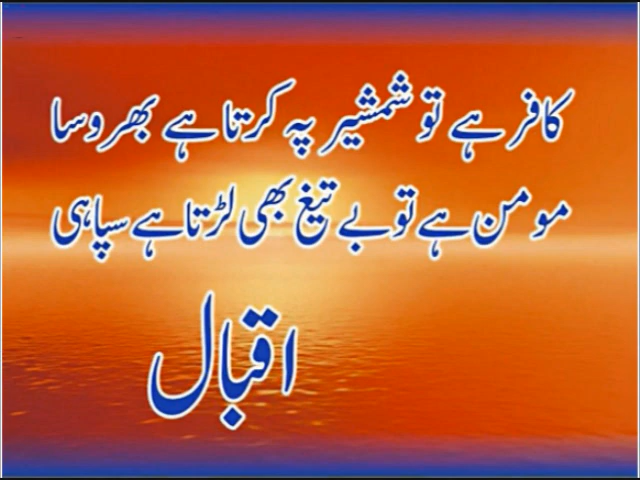 کافر ہے تو شمشیر پہ کرتا ہے بھروسا
مومن ہے تو بے تیغ بھی لڑتا ہے سپاہی
اقبال